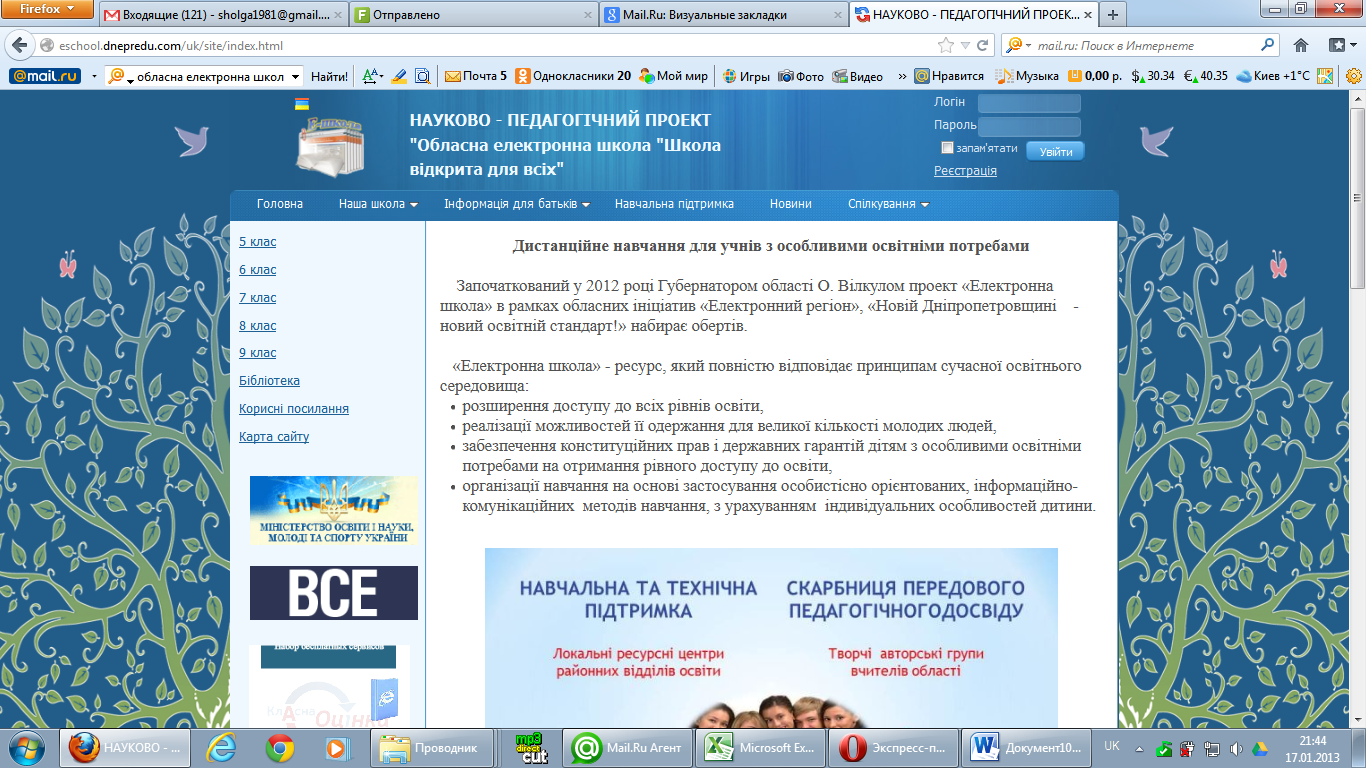 Firefox
Входящие (121) - sholga1981@gmail....
Отправлено
Mail.Ru: Визуальные закладки
НАУКОВО - ПЕДАГОГІЧНИЙ ПРОЕК...
eschool.dnepredu.com/uk/site/index.html
mail.ru: Поиск в Интернете
@mail.ru
обласна електронна школ
Найти!
Почта 5
Однокласники 20
Мой мир
Игры
Фото
Видео
»
Нравится
Музыка
0,00 р.
$ 30.34
€ 40.35
Киев +1°C
Е-школа
НАУКОВО - ПЕДАГОГІЧНИЙ ПРОЕКТ
"Обласна електронна школа "Школа
відкрита для всіх"
Логін
Пароль
запам'ятати
Увійти
Реєстрація
Головна
Наша школа
Інформація для батьків
Навчальна підтримка
Новини
Спілкування
5 клас
6 клас
7 клас
8 клас
9 клас
Бібліотека
Корисні посилання
Карта сайту
МІНІСТЕРСТВО ОСВІТИ І НАУКИ,
МОЛОДІ ТА СПОРТУ УКРАЇНИ
ВСЕ
Набор бесплатных сервисов
Класна
Оцінка
Дистанційне навчання для учнів з особливими освітніми потребами
Започаткований у 2012 році Губернатором області О. Вілкулом проект «Електронна
школа» в рамках обласних ініціатив «Електронний регіон», «Новій Дніпропетровщині -
новий освітній стандарт!» набирає обертів.
«Електронна школа» - ресурс, який повністю відповідає принципам сучасної освітнього
середовища:
• розширення доступу до всіх рівнів освіти,
• реалізації можливостей її одержання для великої кількості молодих людей,
• забезпечення конституційних прав і державних гарантій дітям з особливими освітніми
потребами на отримання рівного доступу до освіти,
• організації навчання на основі застосування особистісно орієнтованих, інформаційно-
комунікаційних методів навчання, з урахуванням індивідуальних особливостей дитини.
НАВЧАЛЬНА ТА ТЕХНІЧНА
ПІДТРИМКА
СКАРБНИЦЯ ПЕРЕДОВОГО
ПЕДАГОГІЧНОГОДОСВІДУ
Локальні ресурсні центри
районних відділів освіти
Творчі авторські групи
вчителів області
НАУКОВО - ...
Проводник
mp3
direct
cut
Mail.Ru Агент
Microsoft Ex...
Экспресс-п...
Документ10...
UK
21:44
17.01.2013